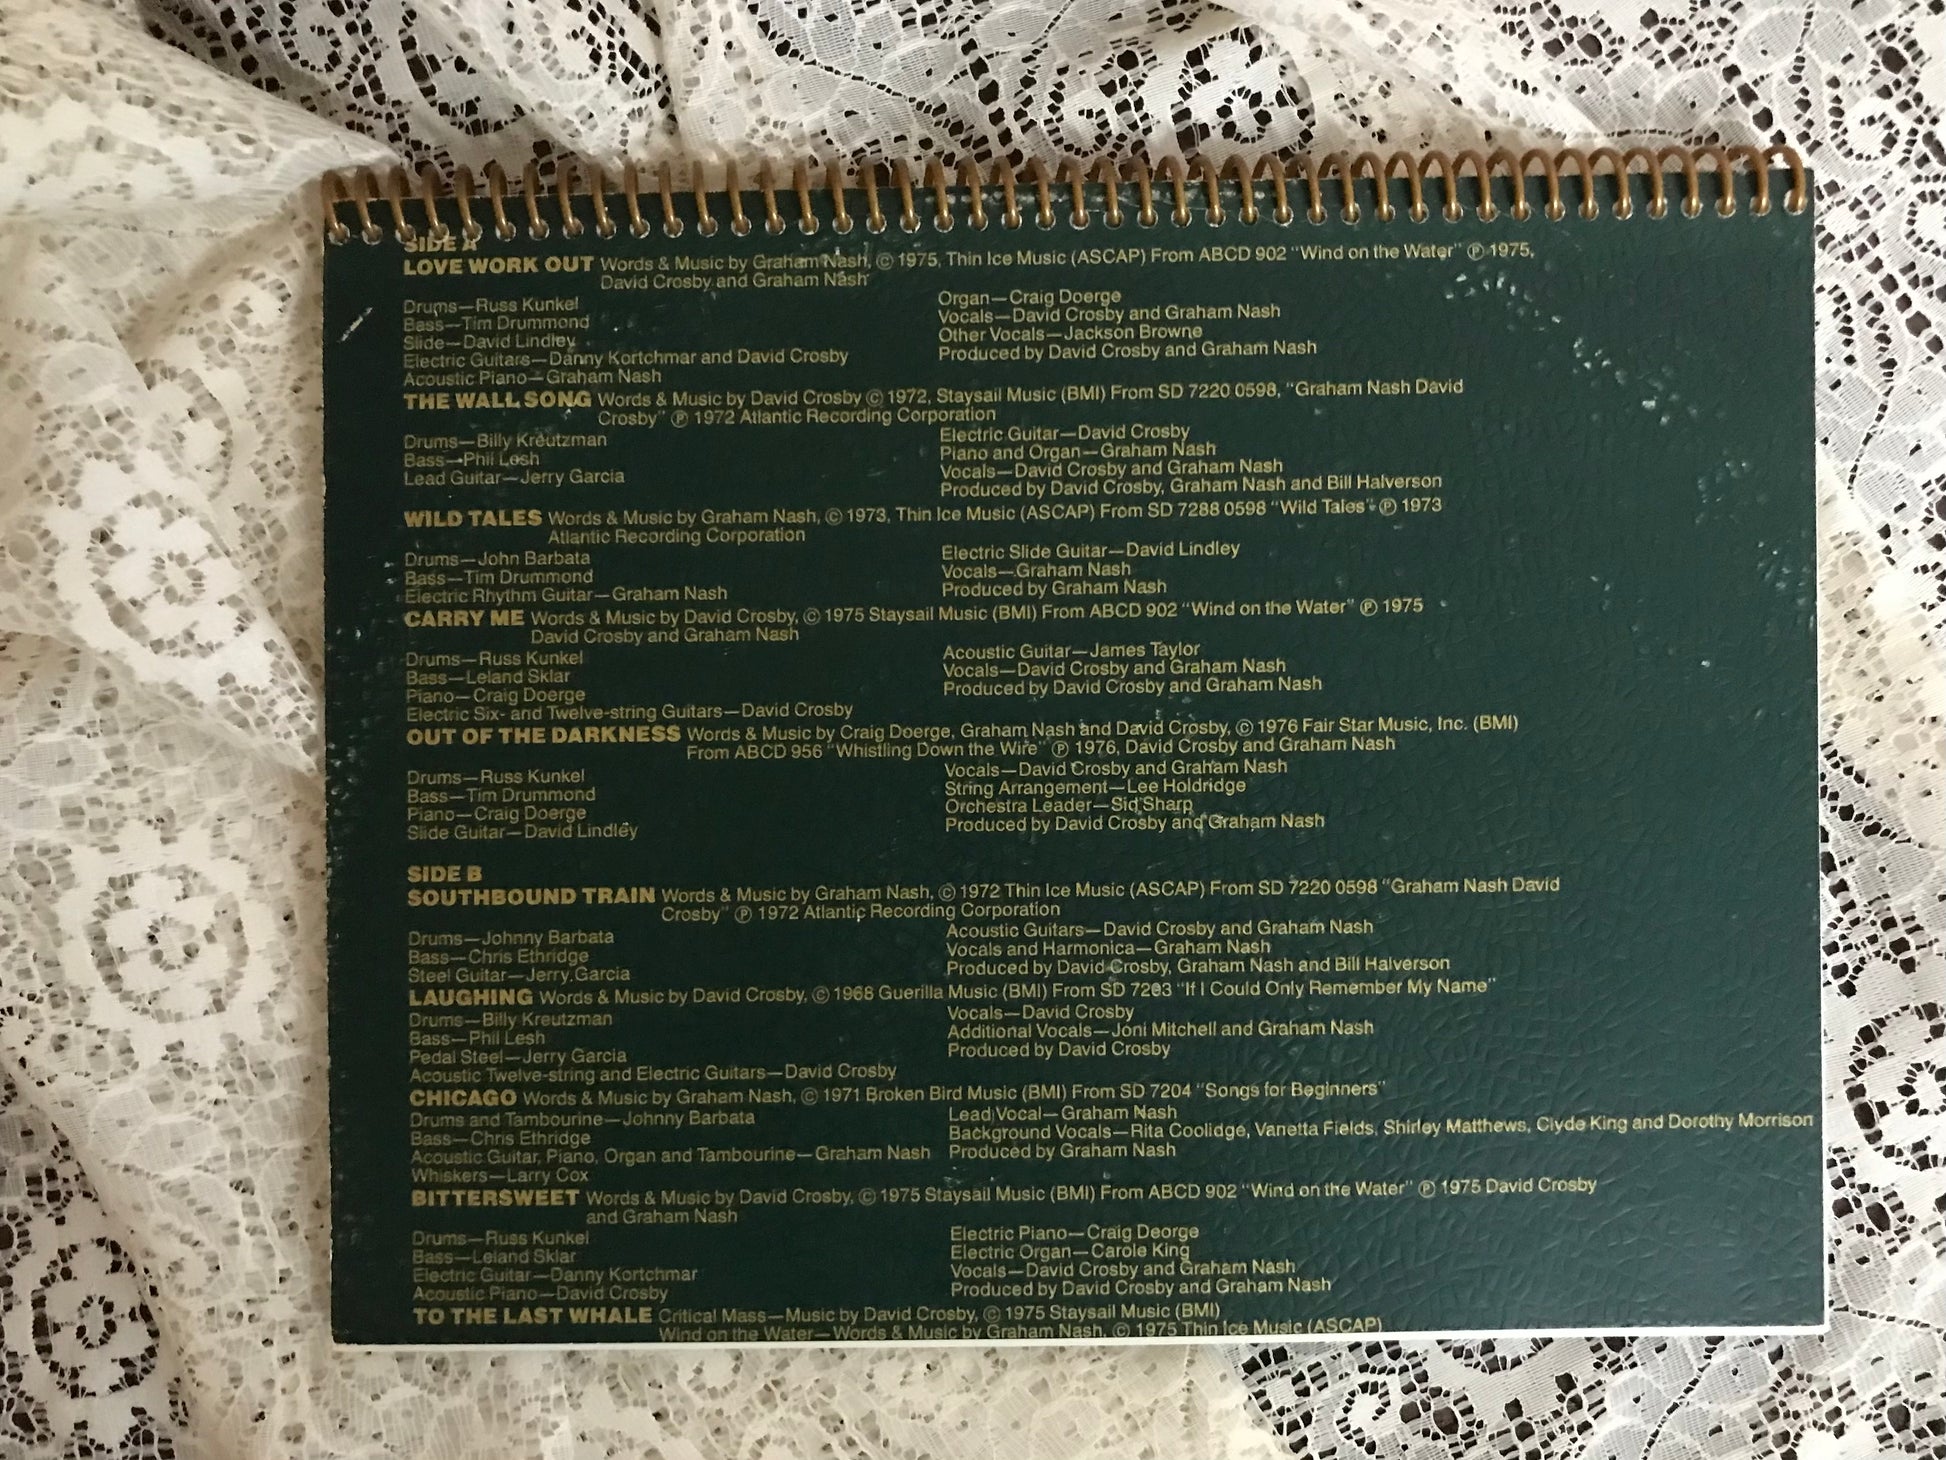 SIDE A
LOVE WORK OUT Words & Music by Graham Nash, © 1975, Thin Ice Music (ASCAP) From ABCD 902 "Wind on the Water" ℗ 1975,
David Crosby and Graham Nash
Drums—Russ Kunkel
Bass—Tim Drummond
Slide—David Lindley
Electric Guitars—Danny Kortchmar and David Crosby
Acoustic Piano—Graham Nash
Organ—Craig Doerge
Vocals—David Crosby and Graham Nash
Other Vocals—Jackson Browne
Produced by David Crosby and Graham Nash
THE WALL SONG Words & Music by David Crosby © 1972, Staysail Music (BMI) From SD 7220 0598, "Graham Nash David
Crosby" ℗ 1972 Atlantic Recording Corporation
Drums—Billy Kreutzman
Bass—Phil Lesh
Lead Guitar—Jerry Garcia
Electric Guitar—David Crosby
Piano and Organ—Graham Nash
Vocals—David Crosby and Graham Nash
Produced by David Crosby, Graham Nash and Bill Halverson
WILD TALES Words & Music by Graham Nash, © 1973, Thin Ice Music (ASCAP) From SD 7288 0598 "Wild Tales" ℗ 1973
Atlantic Recording Corporation
Drums—John Barbata
Bass—Tim Drummond
Electric Rhythm Guitar—Graham Nash
Electric Slide Guitar—David Lindley
Vocals—Graham Nash
Produced by Graham Nash
CARRY ME Words & Music by David Crosby, © 1975 Staysail Music (BMI) From ABCD 902 "Wind on the Water" ℗ 1975
David Crosby and Graham Nash
Drums—Russ Kunkel
Bass—Leland Sklar
Piano—Craig Doerge
Electric Six- and Twelve-string Guitars—David Crosby
Acoustic Guitar—James Taylor
Vocals—David Crosby and Graham Nash
Produced by David Crosby and Graham Nash
OUT OF THE DARKNESS Words & Music by Craig Doerge, Graham Nash and David Crosby, © 1976 Fair Star Music, Inc. (BMI)
From ABCD 956 "Whistling Down the Wire" ℗ 1976, David Crosby and Graham Nash
Drums—Russ Kunkel
Bass—Tim Drummond
Piano—Craig Doerge
Slide Guitar—David Lindley
Vocals—David Crosby and Graham Nash
String Arrangement—Lee Holdridge
Orchestra Leader—Sid Sharp
Produced by David Crosby and Graham Nash
SIDE B
SOUTHBOUND TRAIN Words & Music by Graham Nash, © 1972 Thin Ice Music (ASCAP) From SD 7220 0598 "Graham Nash David
Crosby" ℗ 1972 Atlantic Recording Corporation
Drums—Johnny Barbata
Bass—Chris Ethridge
Steel Guitar—Jerry Garcia
Acoustic Guitars—David Crosby and Graham Nash
Vocals and Harmonica—Graham Nash
Produced by David Crosby, Graham Nash and Bill Halverson
LAUGHING Words & Music by David Crosby, © 1968 Guerilla Music (BMI) From SD 7203 "If I Could Only Remember My Name"
Drums—Billy Kreutzman
Bass—Phil Lesh
Pedal Steel—Jerry Garcia
Acoustic Twelve-string and Electric Guitars—David Crosby
Vocals—David Crosby
Additional Vocals—Joni Mitchell and Graham Nash
Produced by David Crosby
CHICAGO Words & Music by Graham Nash, © 1971 Broken Bird Music (BMI) From SD 7204 "Songs for Beginners"
Drums and Tambourine—Johnny Barbata
Bass—Chris Ethridge
Acoustic Guitar, Piano, Organ and Tambourine—Graham Nash
Whiskers—Larry Cox
Lead Vocal—Graham Nash
Background Vocals—Rita Coolidge, Vanetta Fields, Shirley Matthews, Clyde King and Dorothy Morrison
Produced by Graham Nash
BITTERSWEET Words & Music by David Crosby, © 1975 Staysail Music (BMI) From ABCD 902 "Wind on the Water" ℗ 1975 David Crosby
and Graham Nash
Drums—Russ Kunkel
Bass—Leland Sklar
Electric Guitar—Danny Kortchmar
Acoustic Piano—David Crosby
Electric Piano—Craig Deorge
Electric Organ—Carole King
Vocals—David Crosby and Graham Nash
Produced by David Crosby and Graham Nash
TO THE LAST WHALE Critical Mass—Music by David Crosby, © 1975 Staysail Music (BMI)
Wind on the Water—Words & Music by Graham Nash, © 1975 Thin Ice Music (ASCAP)